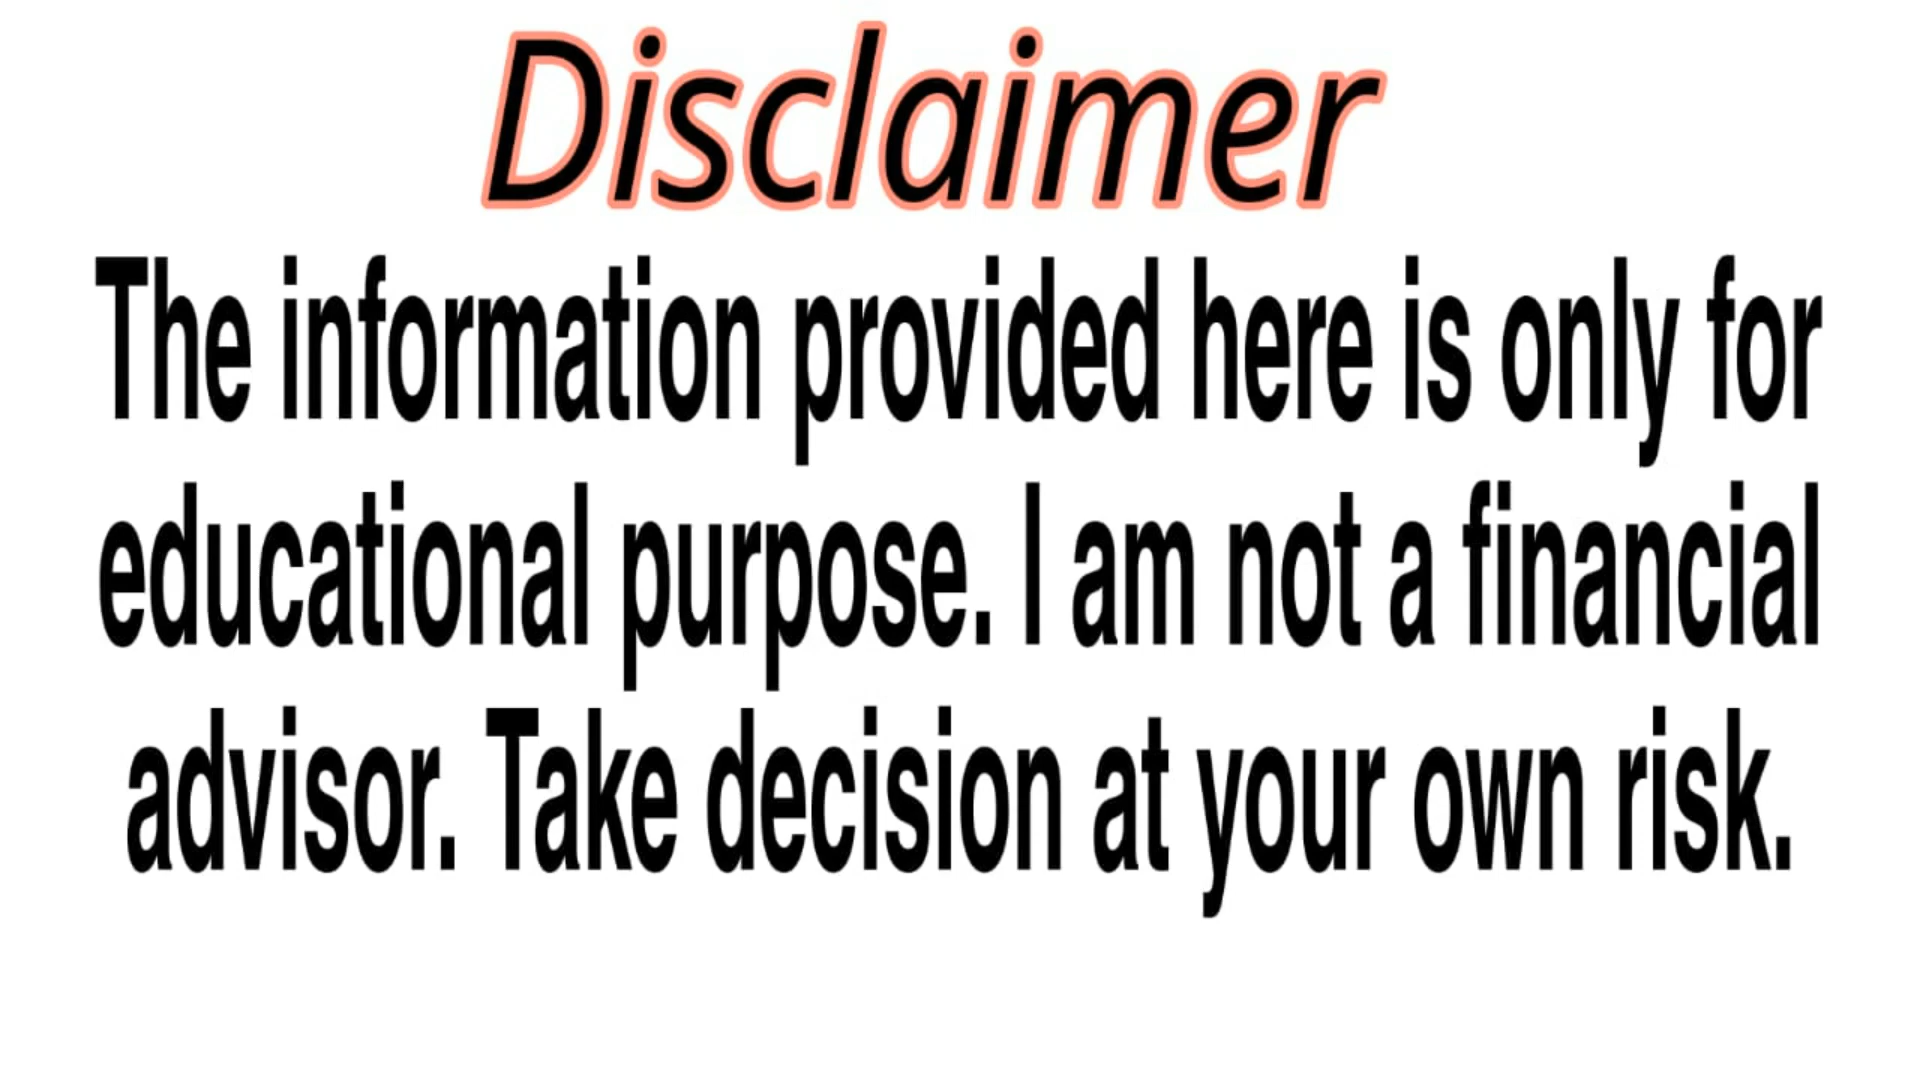 Disclaimer
The information provided here is only for
educational purpose. I am not a financial
advisor. Take decision at your own risk.